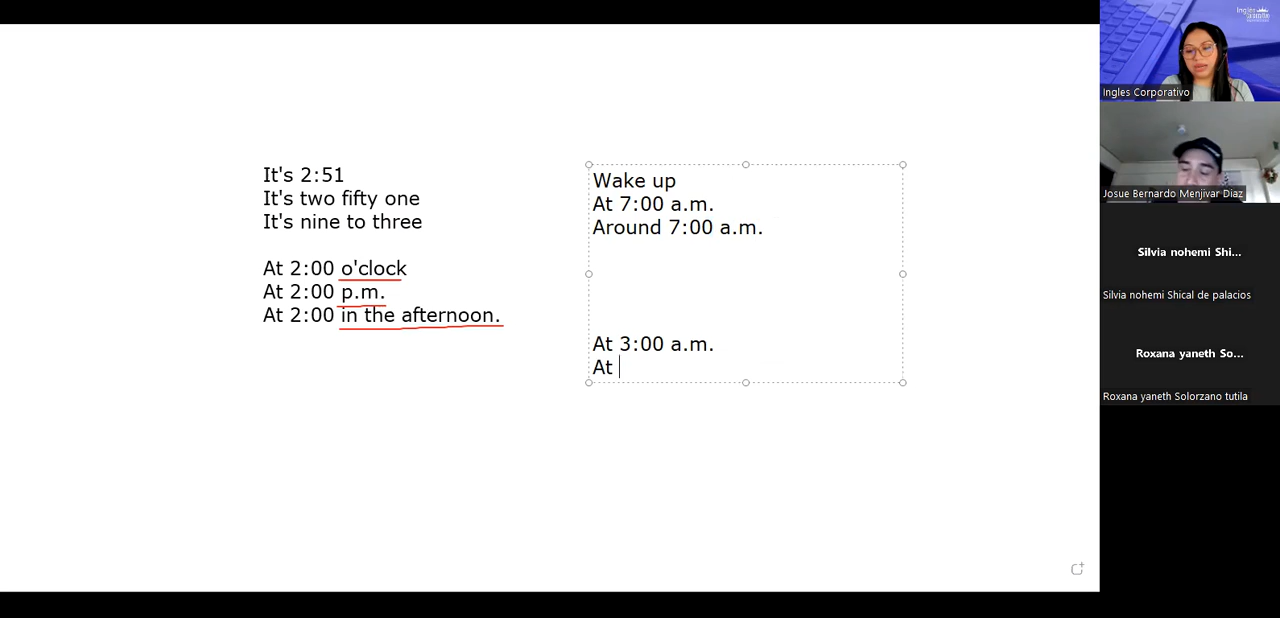 It's 2:51
It's two fifty one
It's nine to three
At 2:00 o'clock
At 2:00 p.m.
At 2:00 in the afternoon.
Wake up
At 7:00 a.m.
Around 7:00 a.m.
At 3:00 a.m.
At
Ingles Corporativo
Josue Bernardo Menjivar Diaz
Silvia nohemi Shi...
Silvia nohemi Shical de palacios
Roxana yaneth So...
Roxana yaneth Solorzano tutila